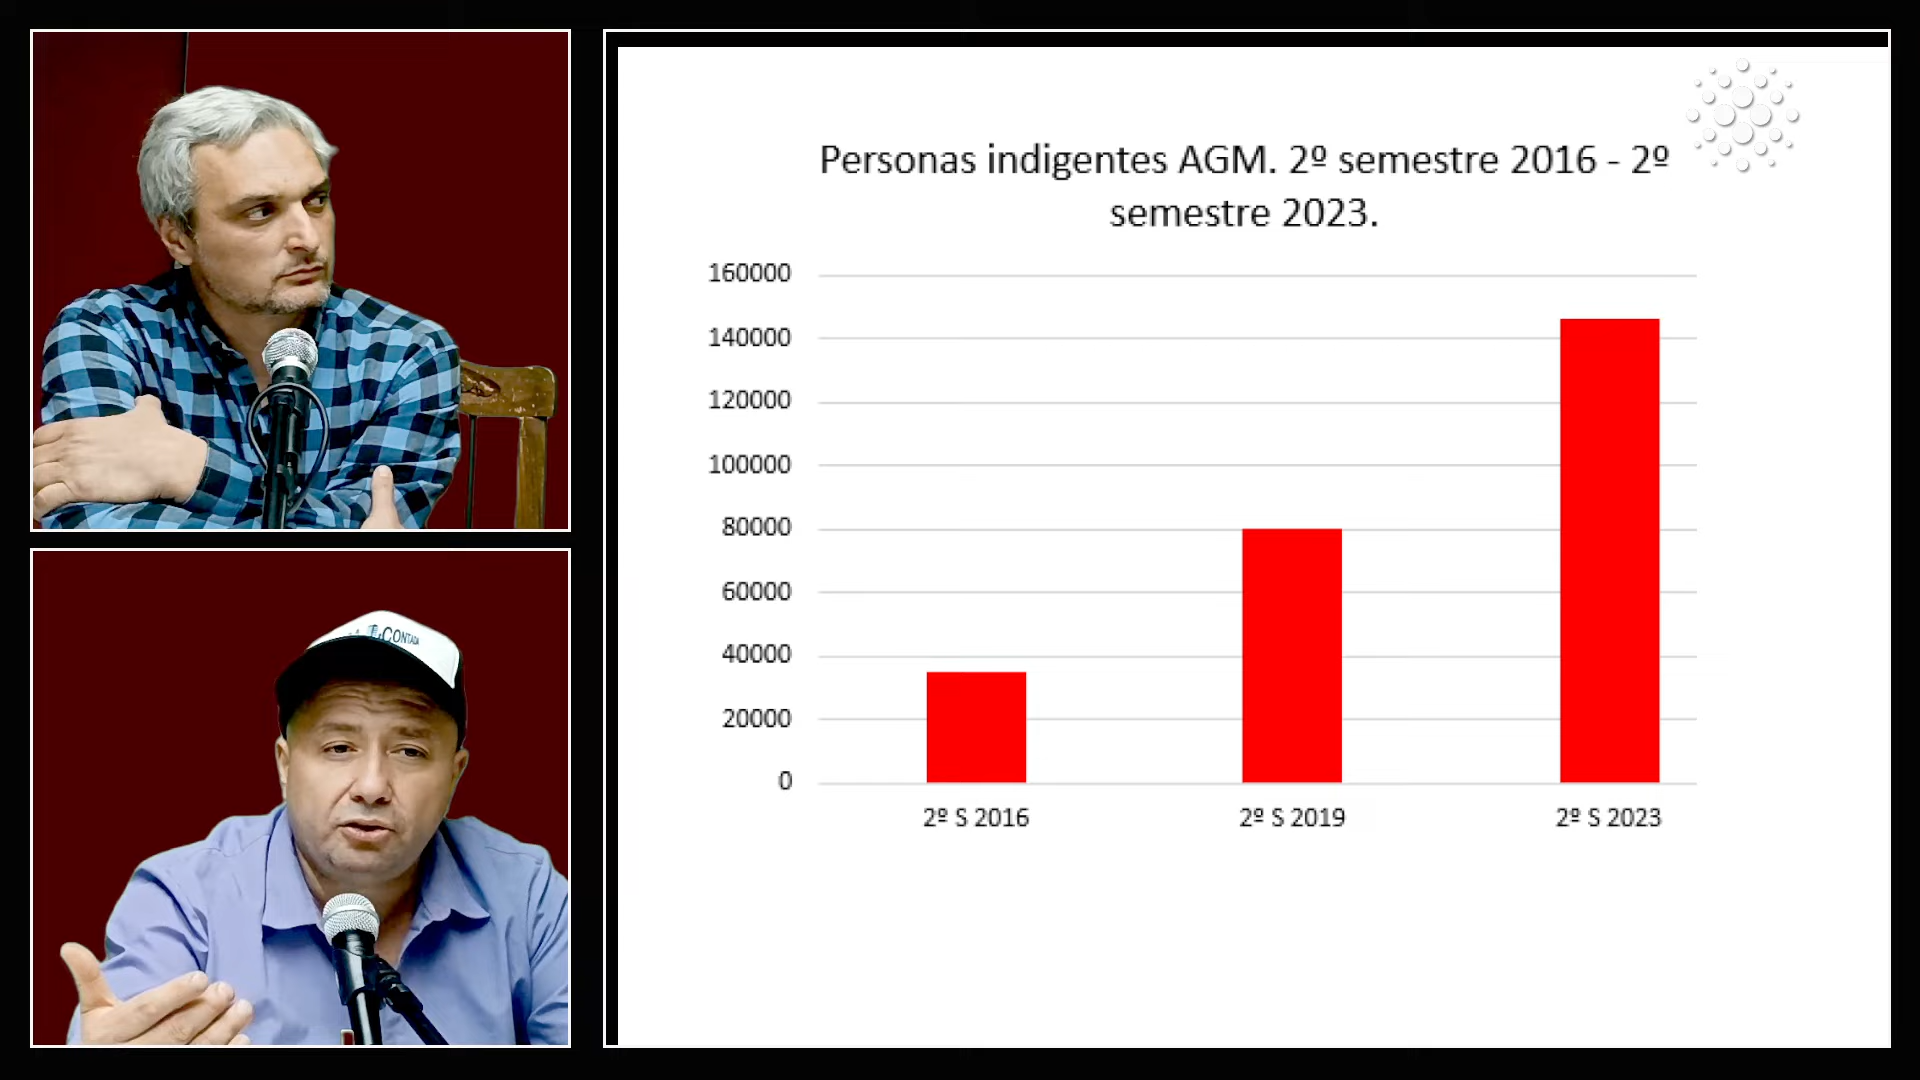 Personas indigentes AGM. 2º semestre 2016 - 2º
semestre 2023.
160000
140000
120000
100000
80000
60000
40000
20000
0
2º S 2016
2º S 2019
2º S 2023
CONTADA